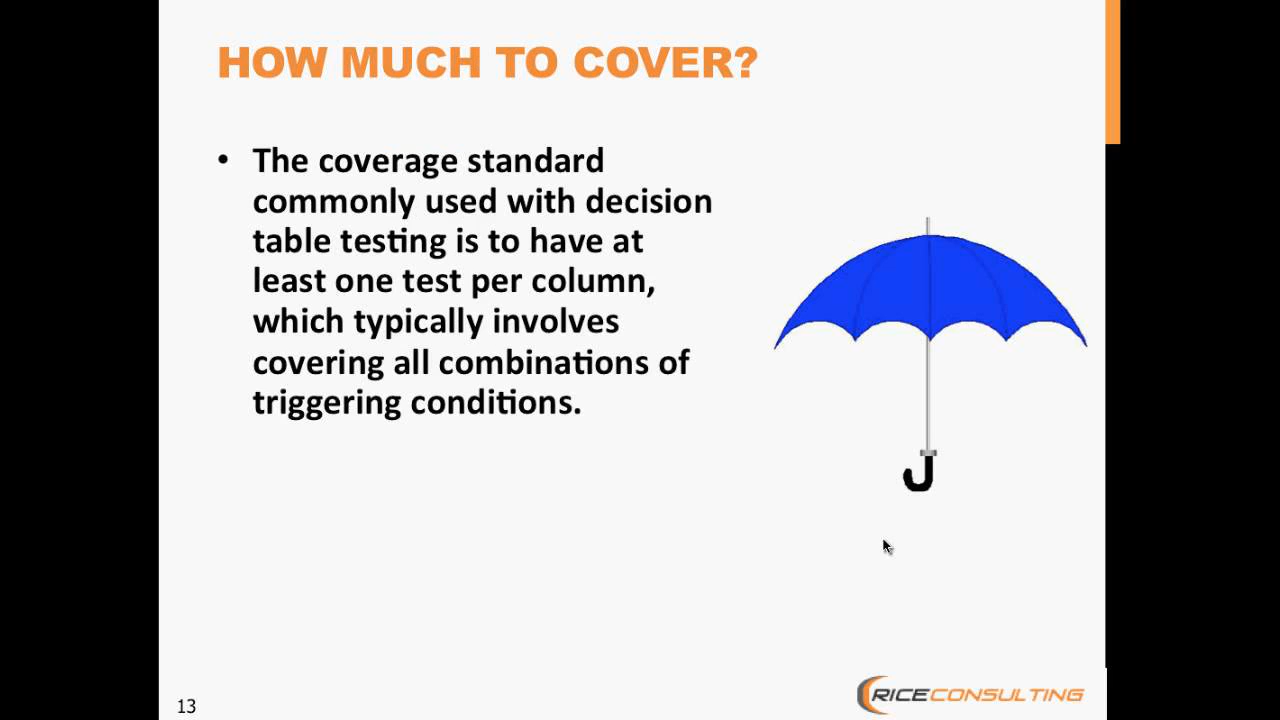 HOW MUCH TO COVER?
• The coverage standard
commonly used with decision
table testing is to have at
least one test per column,
which typically involves
covering all combinations of
triggering conditions.
13
RICECONSULTING